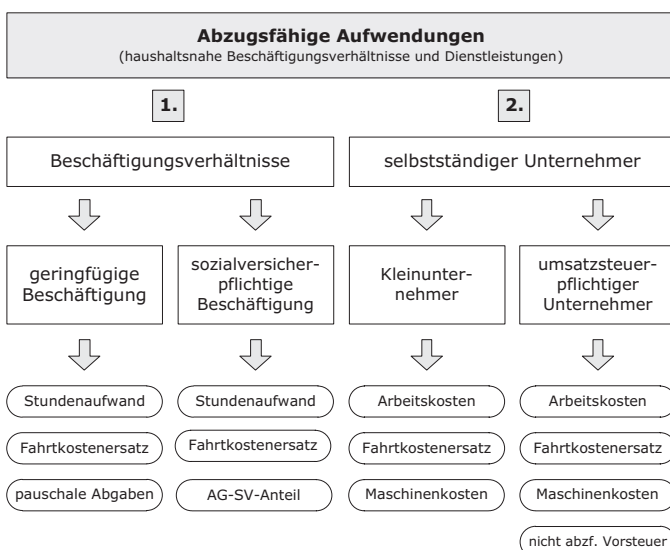 Abzugsfähige Aufwendungen
(haushaltsnahe Beschäftigungsverhältnisse und Dienstleistungen)
1.
2.
Beschäftigungsverhältnisse
selbstständiger Unternehmer
geringfügige
Beschäftigung
sozialversicher-
pflichtige
Beschäftigung
Kleinunter-
nehmer
umsatzsteuer-
pflichtiger
Unternehmer
Stundenaufwand
Stundenaufwand
Arbeitskosten
Arbeitskosten
Fahrtkostenersatz
Fahrtkostenersatz
Fahrtkostenersatz
Fahrtkostenersatz
pauschale Abgaben
AG-SV-Anteil
Maschinenkosten
Maschinenkosten
nicht abzf. Vorsteuer